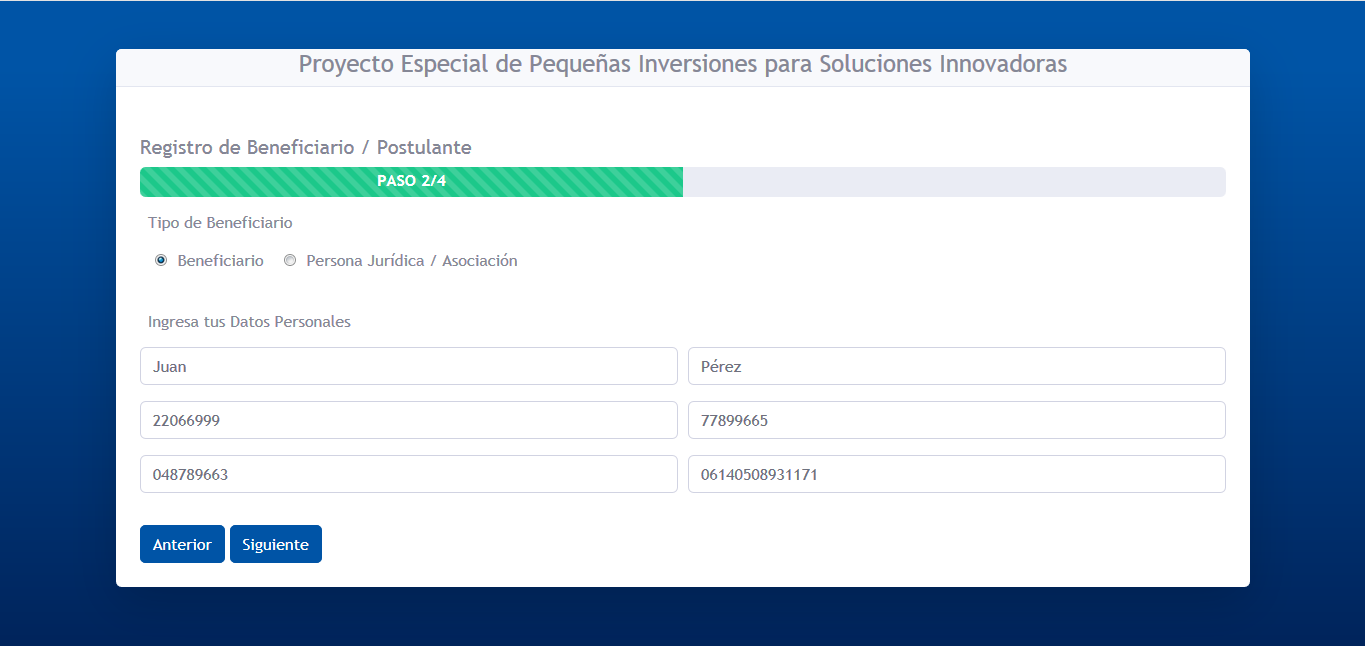 Proyecto Especial de Pequeñas Inversiones para Soluciones Innovadoras
Registro de Beneficiario / Postulante
PASO 2/4
Tipo de Beneficiario
Beneficiario Persona Jurídica / Asociación
Ingresa tus Datos Personales
Juan Pérez
22066999 77899665
048789663 06140508931171
Anterior Siguiente